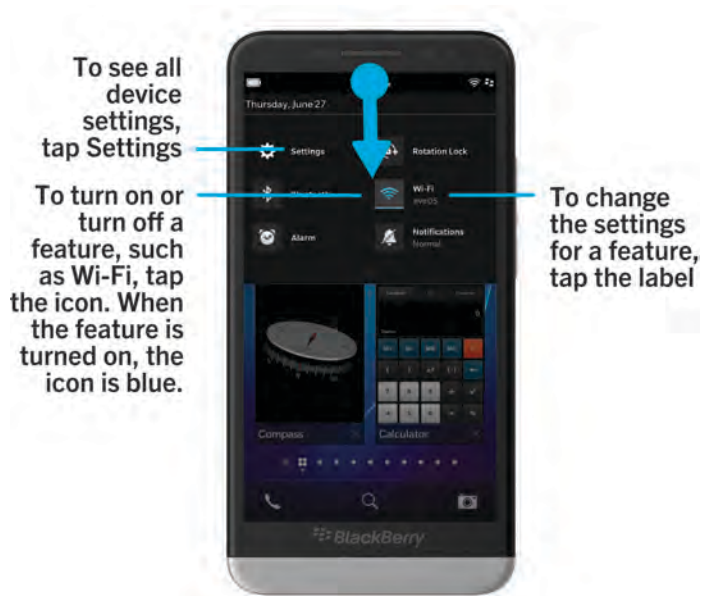 To see all
device
settings,
tap Settings
To turn on or
turn off a
feature, such
as Wi-Fi, tap
the icon. When
the feature is
turned on, the
icon is blue.
Thursday, June 27
Settings
Rotation Lock
Wi-Fi
Alarm
Notifications
Normal
To change
the settings
for a feature,
tap the label
Compass
Calculator
BlackBerry